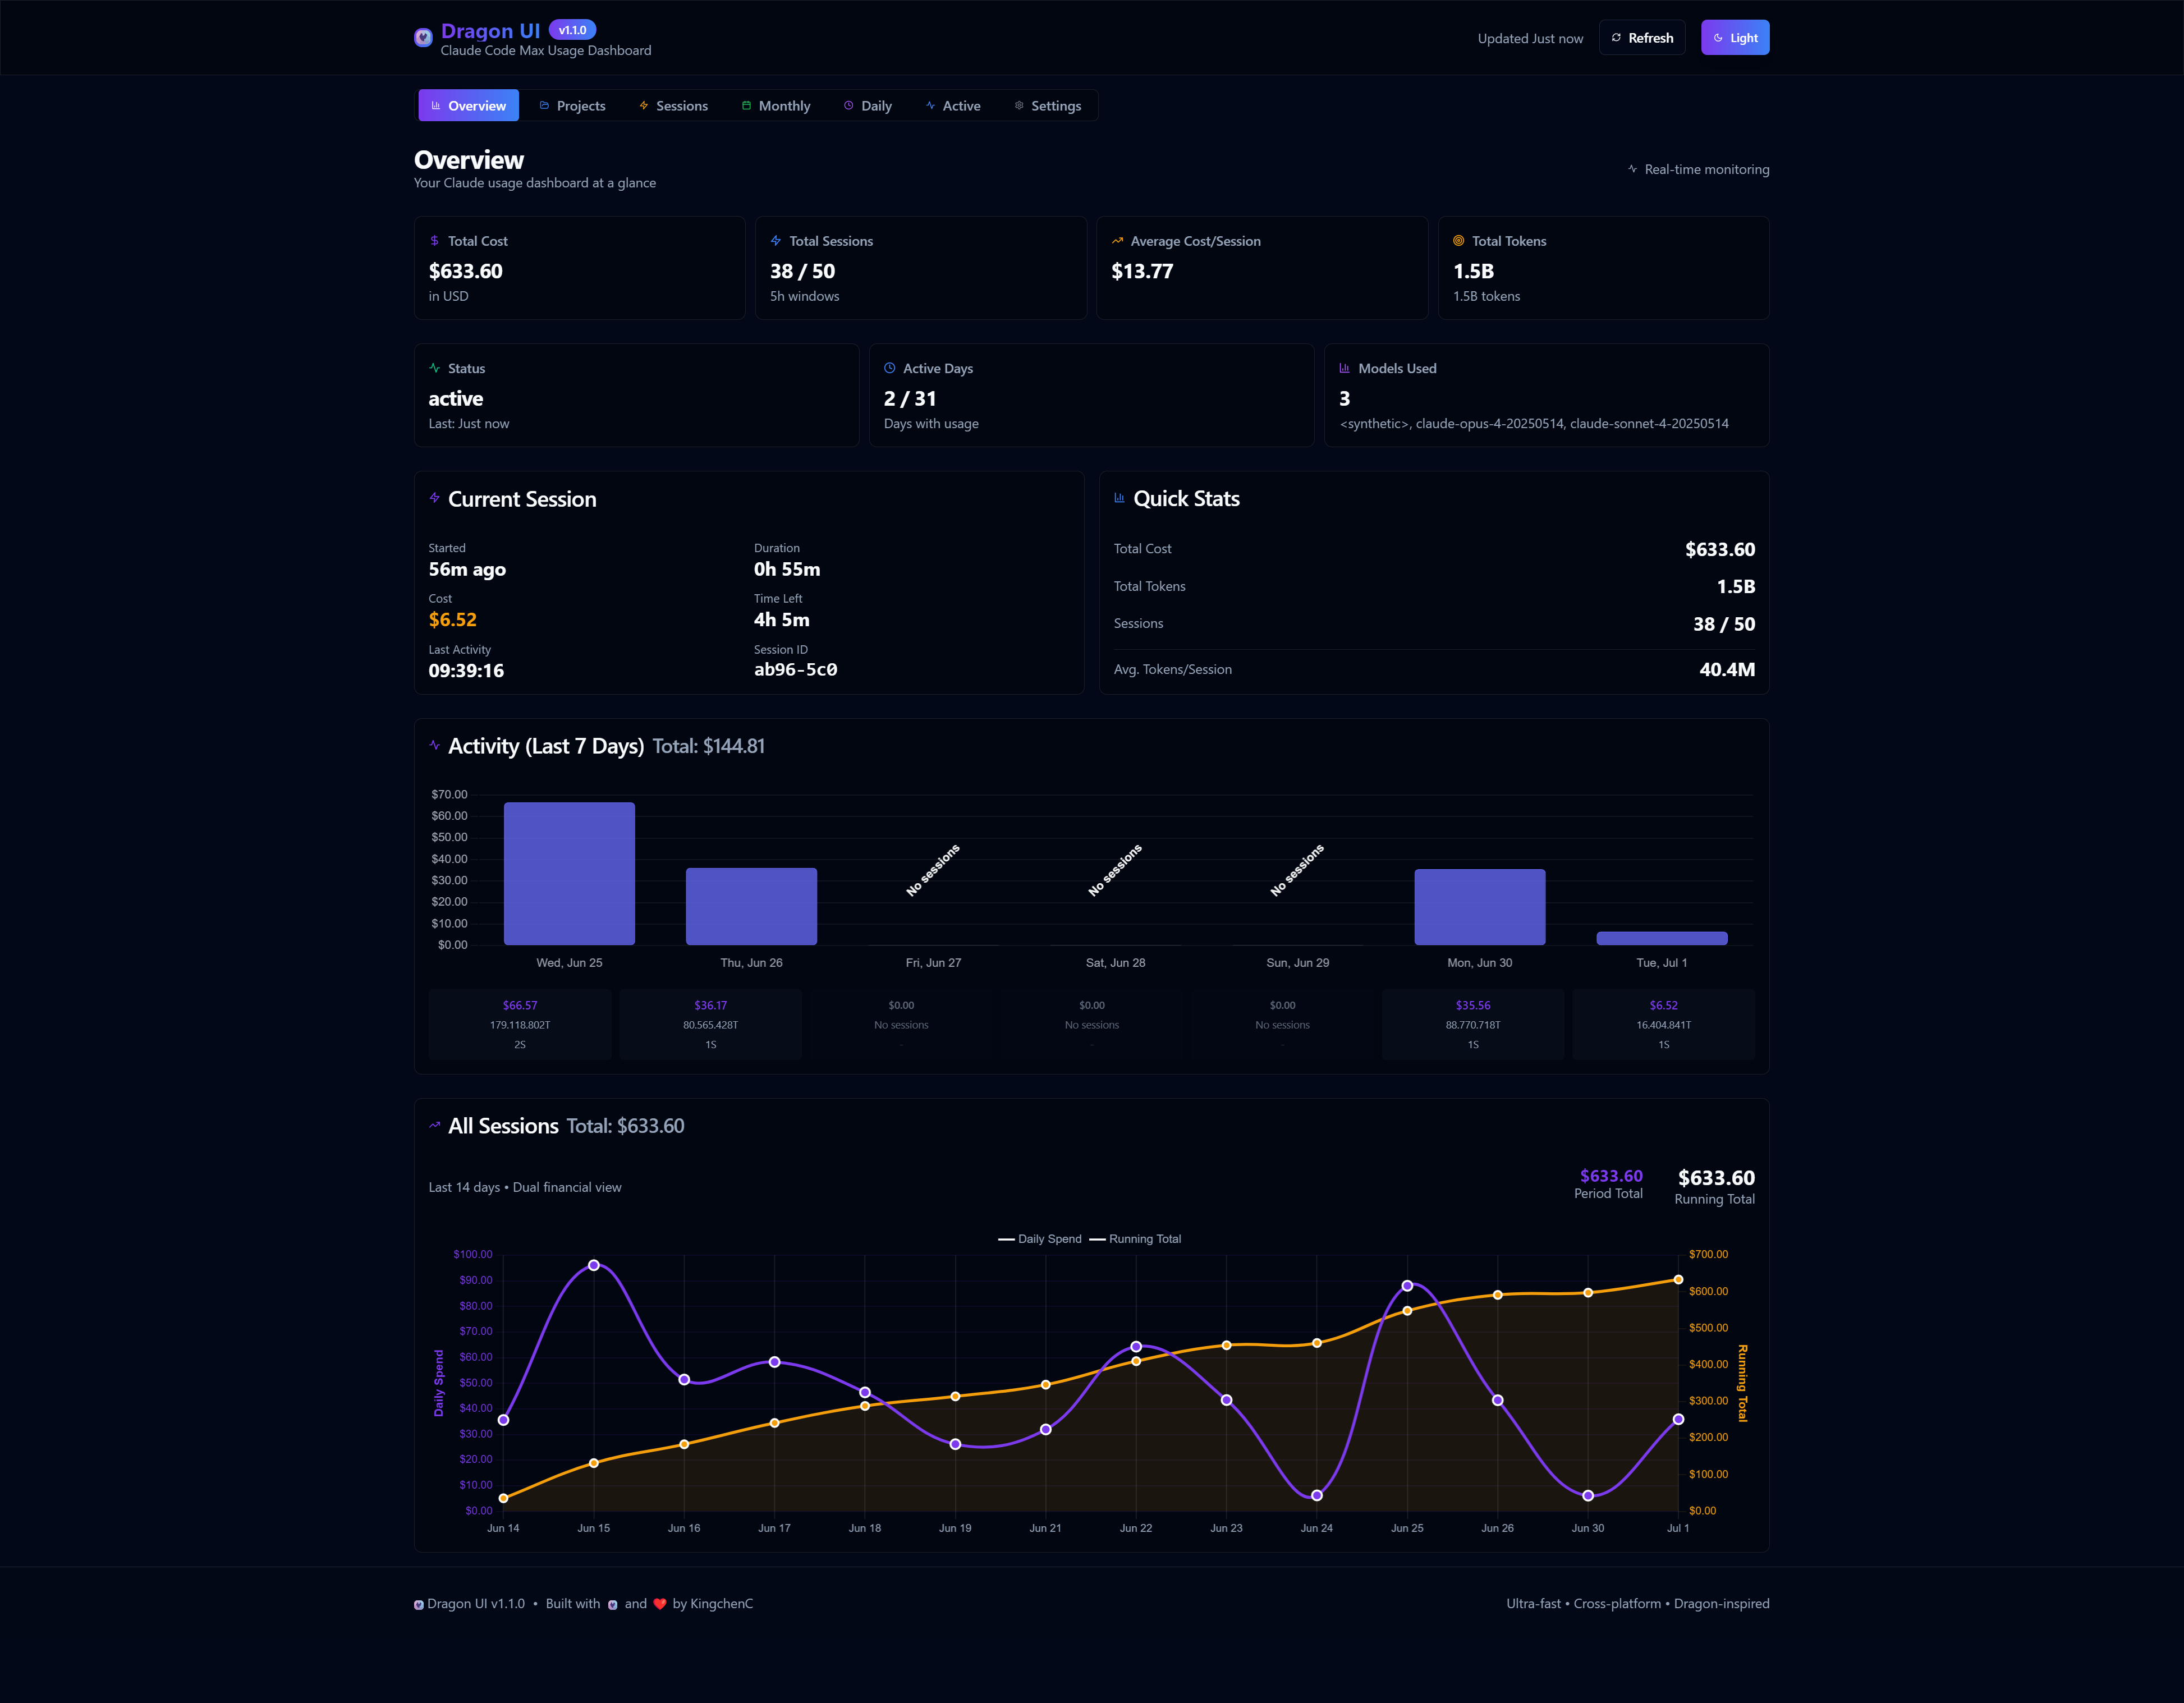 Dragon UI v1.1.0
Claude Code Max Usage Dashboard
Updated Just now
Refresh
Light
Overview
Projects
Sessions
Monthly
Daily
Active
Settings
Overview
Your Claude usage dashboard at a glance
Real-time monitoring
Total Cost
$633.60
in USD
Total Sessions
38 / 50
5h windows
Average Cost/Session
$13.77
Total Tokens
1.5B
1.5B tokens
Status
active
Last: Just now
Active Days
2 / 31
Days with usage
Models Used
3
<synthetic>, claude-opus-4-20250514, claude-sonnet-4-20250514
Current Session
Started
56m ago
Duration
0h 55m
Cost
$6.52
Time Left
4h 5m
Last Activity
09:39:16
Session ID
ab96-5c0
Quick Stats
Total Cost
$633.60
Total Tokens
1.5B
Sessions
38 / 50
Avg. Tokens/Session
40.4M
Activity (Last 7 Days) Total: $144.81
$70.00
$60.00
$50.00
$40.00
$30.00
$20.00
$10.00
$0.00
No sessions
No sessions
No sessions
Wed, Jun 25
Thu, Jun 26
Fri, Jun 27
Sat, Jun 28
Sun, Jun 29
Mon, Jun 30
Tue, Jul 1
$66.57
179.118.802T
2S
$36.17
80.565.428T
1S
$0.00
No sessions
-
$0.00
No sessions
-
$0.00
No sessions
-
$35.56
88.770.718T
1S
$6.52
16.404.841T
1S
All Sessions Total: $633.60
Last 14 days • Dual financial view
$633.60
Period Total
$633.60
Running Total
Daily Spend
Running Total
$100.00
$90.00
$80.00
$70.00
$60.00
$50.00
$40.00
$30.00
$20.00
$10.00
$0.00
Daily Spend
$700.00
$600.00
$500.00
$400.00
$300.00
$200.00
$100.00
$0.00
Running Total
Jun 14
Jun 15
Jun 16
Jun 17
Jun 18
Jun 19
Jun 21
Jun 22
Jun 23
Jun 24
Jun 25
Jun 26
Jun 30
Jul 1
Dragon UI v1.1.0 • Built with and ❤️ by KingchenC
Ultra-fast • Cross-platform • Dragon-inspired